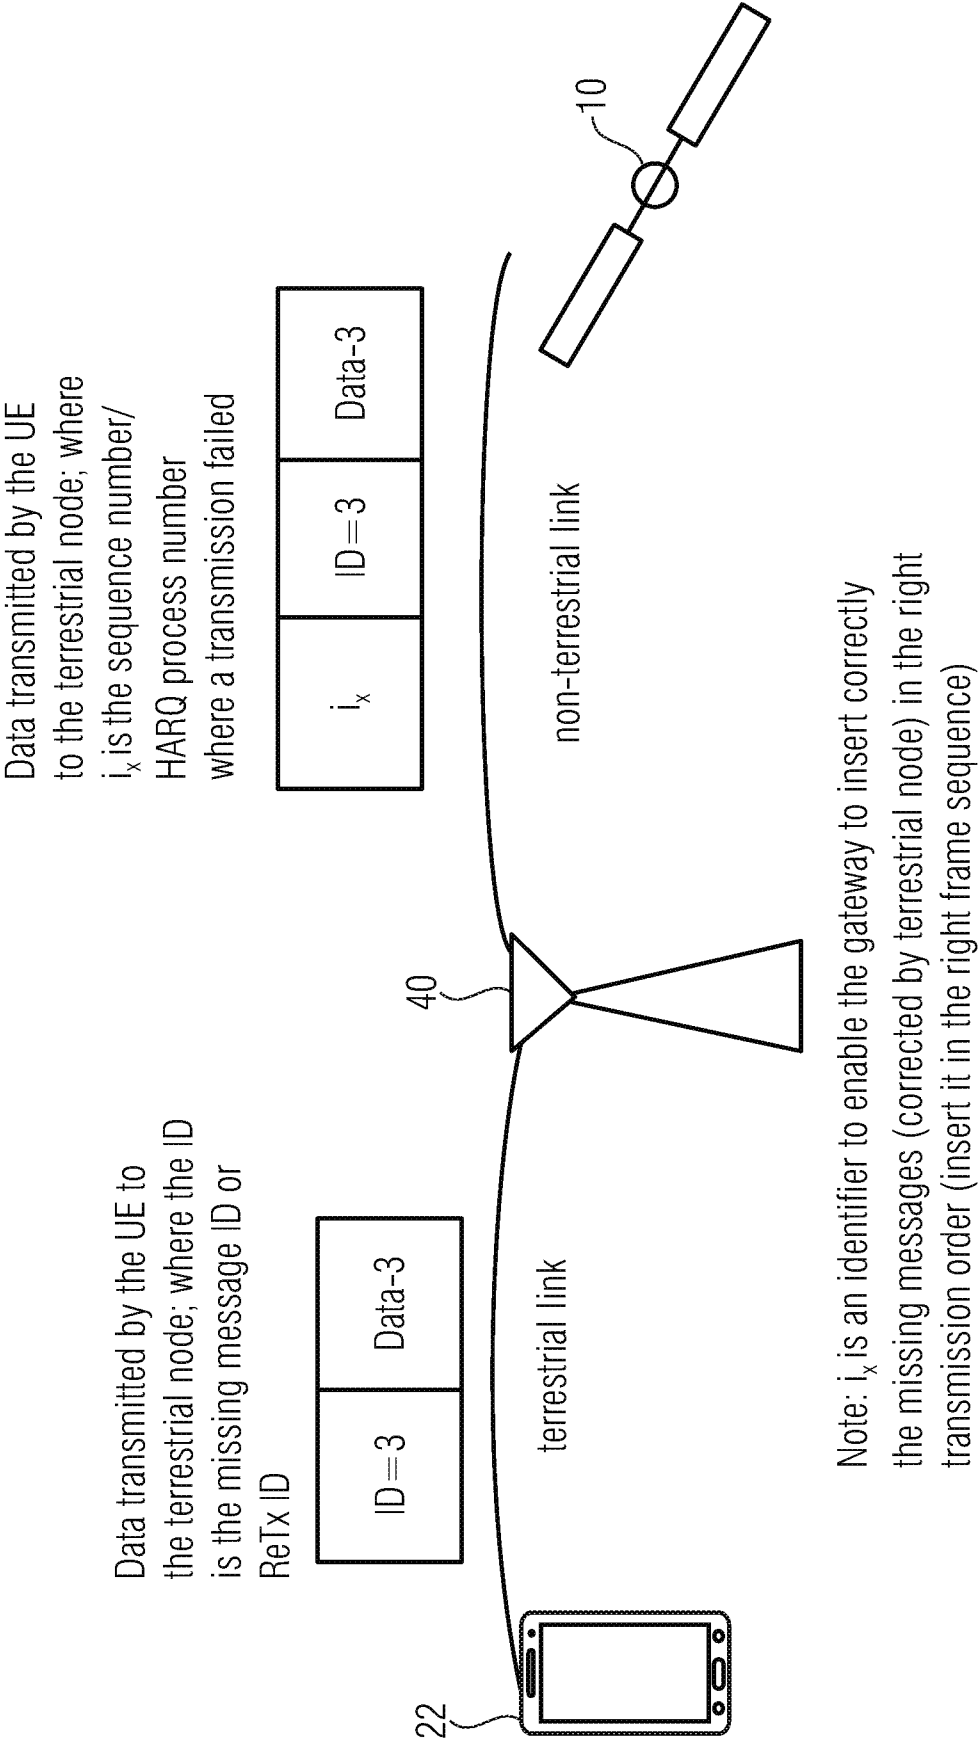 Data transmitted by the UE to
the terrestrial node; where the ID
is the missing message ID or
ReTx ID
ID=3
Data-3
22
terrestrial link
40
Data transmitted by the UE
to the terrestrial node; where
iₓ is the sequence number/
HARQ process number
where a transmission failed
iₓ
ID=3
Data-3
non-terrestrial link
10
Note: iₓ is an identifier to enable the gateway to insert correctly
the missing messages (corrected by terrestrial node) in the right
transmission order (insert it in the right frame sequence)